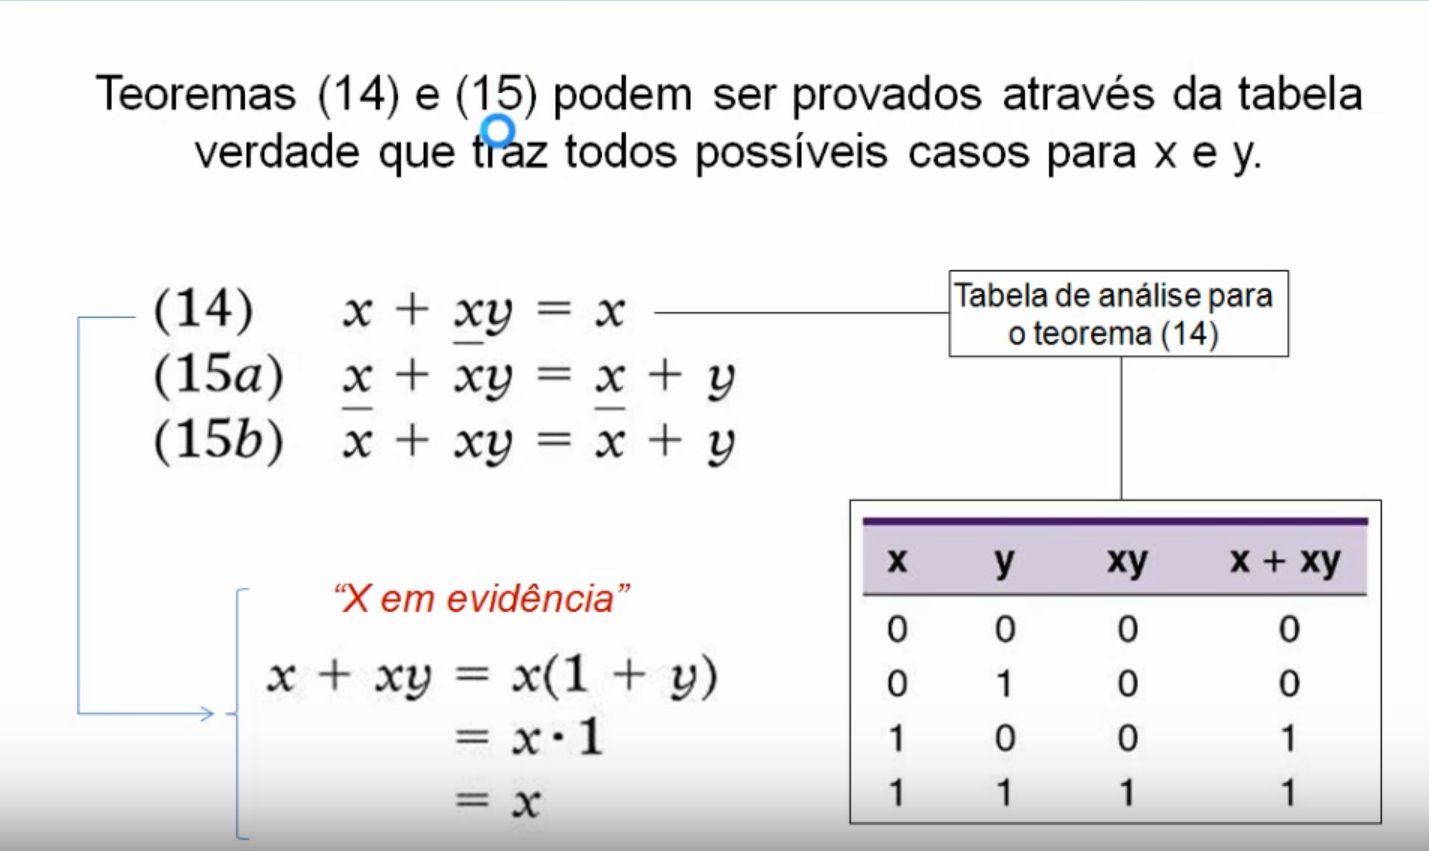 Teoremas (14) e (15) podem ser provados através da tabela
verdade que traz todos possíveis casos para x e y.
(14) x + xy = x
(15a) x + x̅y = x + y
(15b) x̅ + xy = x̅ + y
Tabela de análise para
o teorema (14)
“X em evidência”
x + xy = x(1 + y)
= x · 1
= x
x y xy x + xy
0 0 0 0
0 1 0 0
1 0 0 1
1 1 1 1